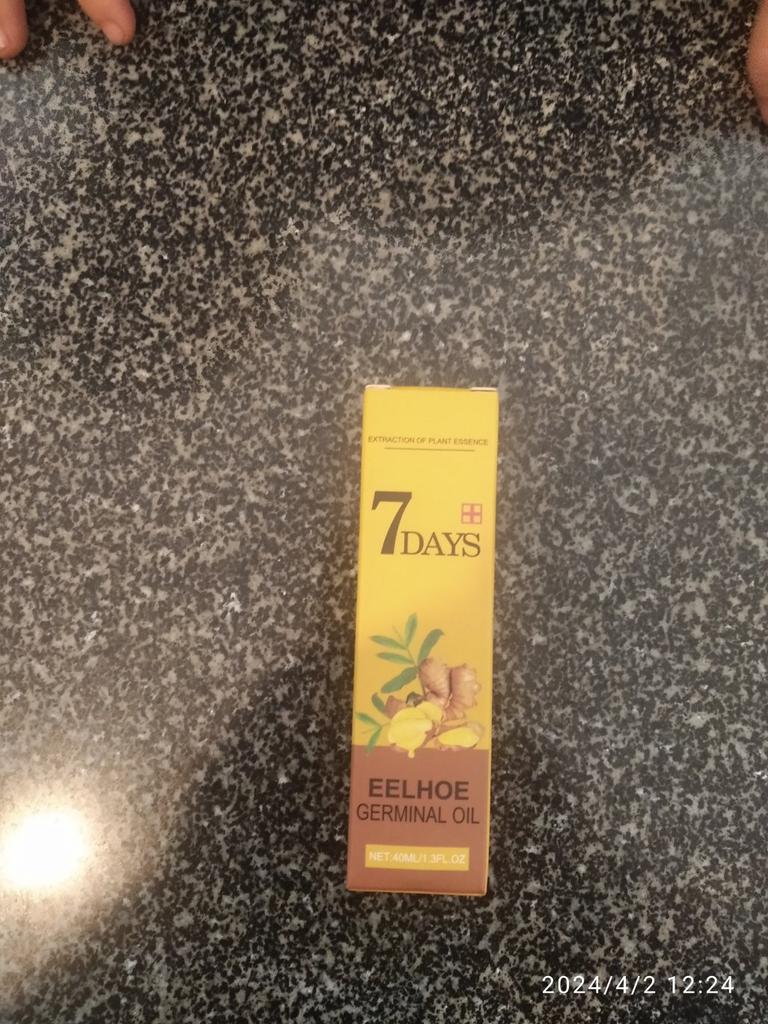 EXTRACTION OF PLANT ESSENCE
7DAYS
EELHOE
GERMINAL OIL
NET:40ML/1.3FL.OZ
2024/4/2 12:24